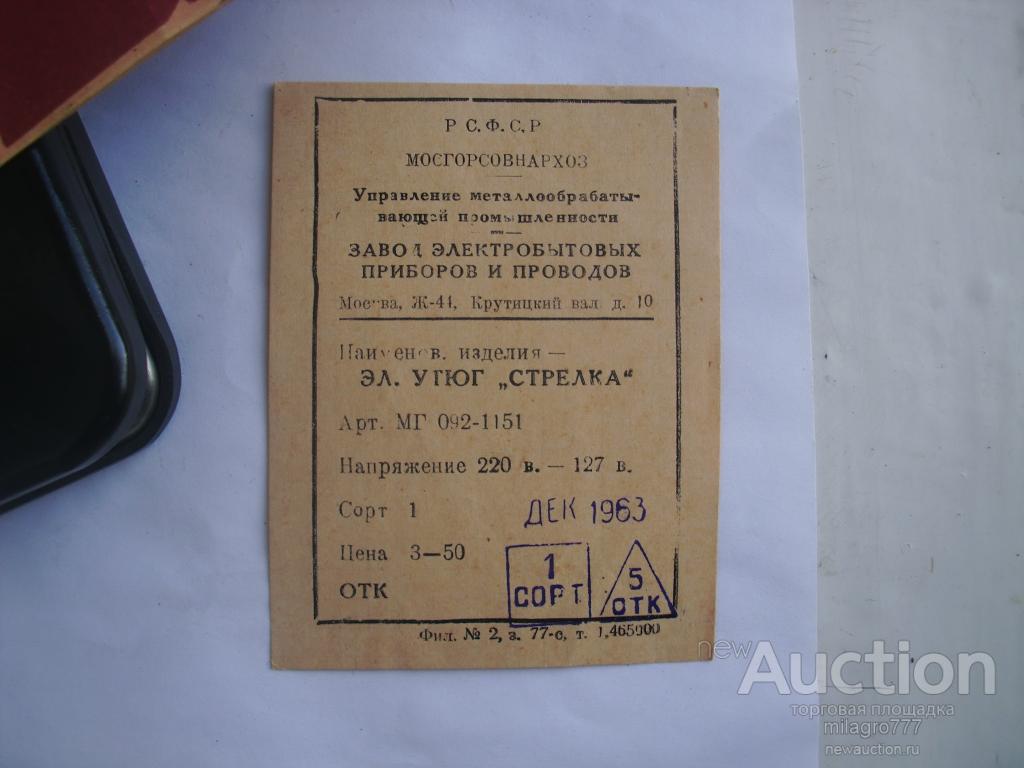 Р С.Ф.С.Р
МОСГОРСОВНАРХОЗ
Управление металлообрабаты-
вающей промышленности
ЗАВОД ЭЛЕКТРОБЫТОВЫХ
ПРИБОРОВ И ПРОВОДОВ
Москва, Ж-44, Крутицкий вал д. 10
Наименов. изделия —
ЭЛ. УТЮГ „СТРЕЛКА“
Арт. МГ 092-1151
Напряжение 220 в. — 127 в.
Сорт 1
ДЕК 1963
Цена 3—50
ОТК
1
СОРТ
5
ОТК
Фил. № 2, з. 77-с, т. 1.465000
newAuction
торговая площадка
milagro777
newauction.ru